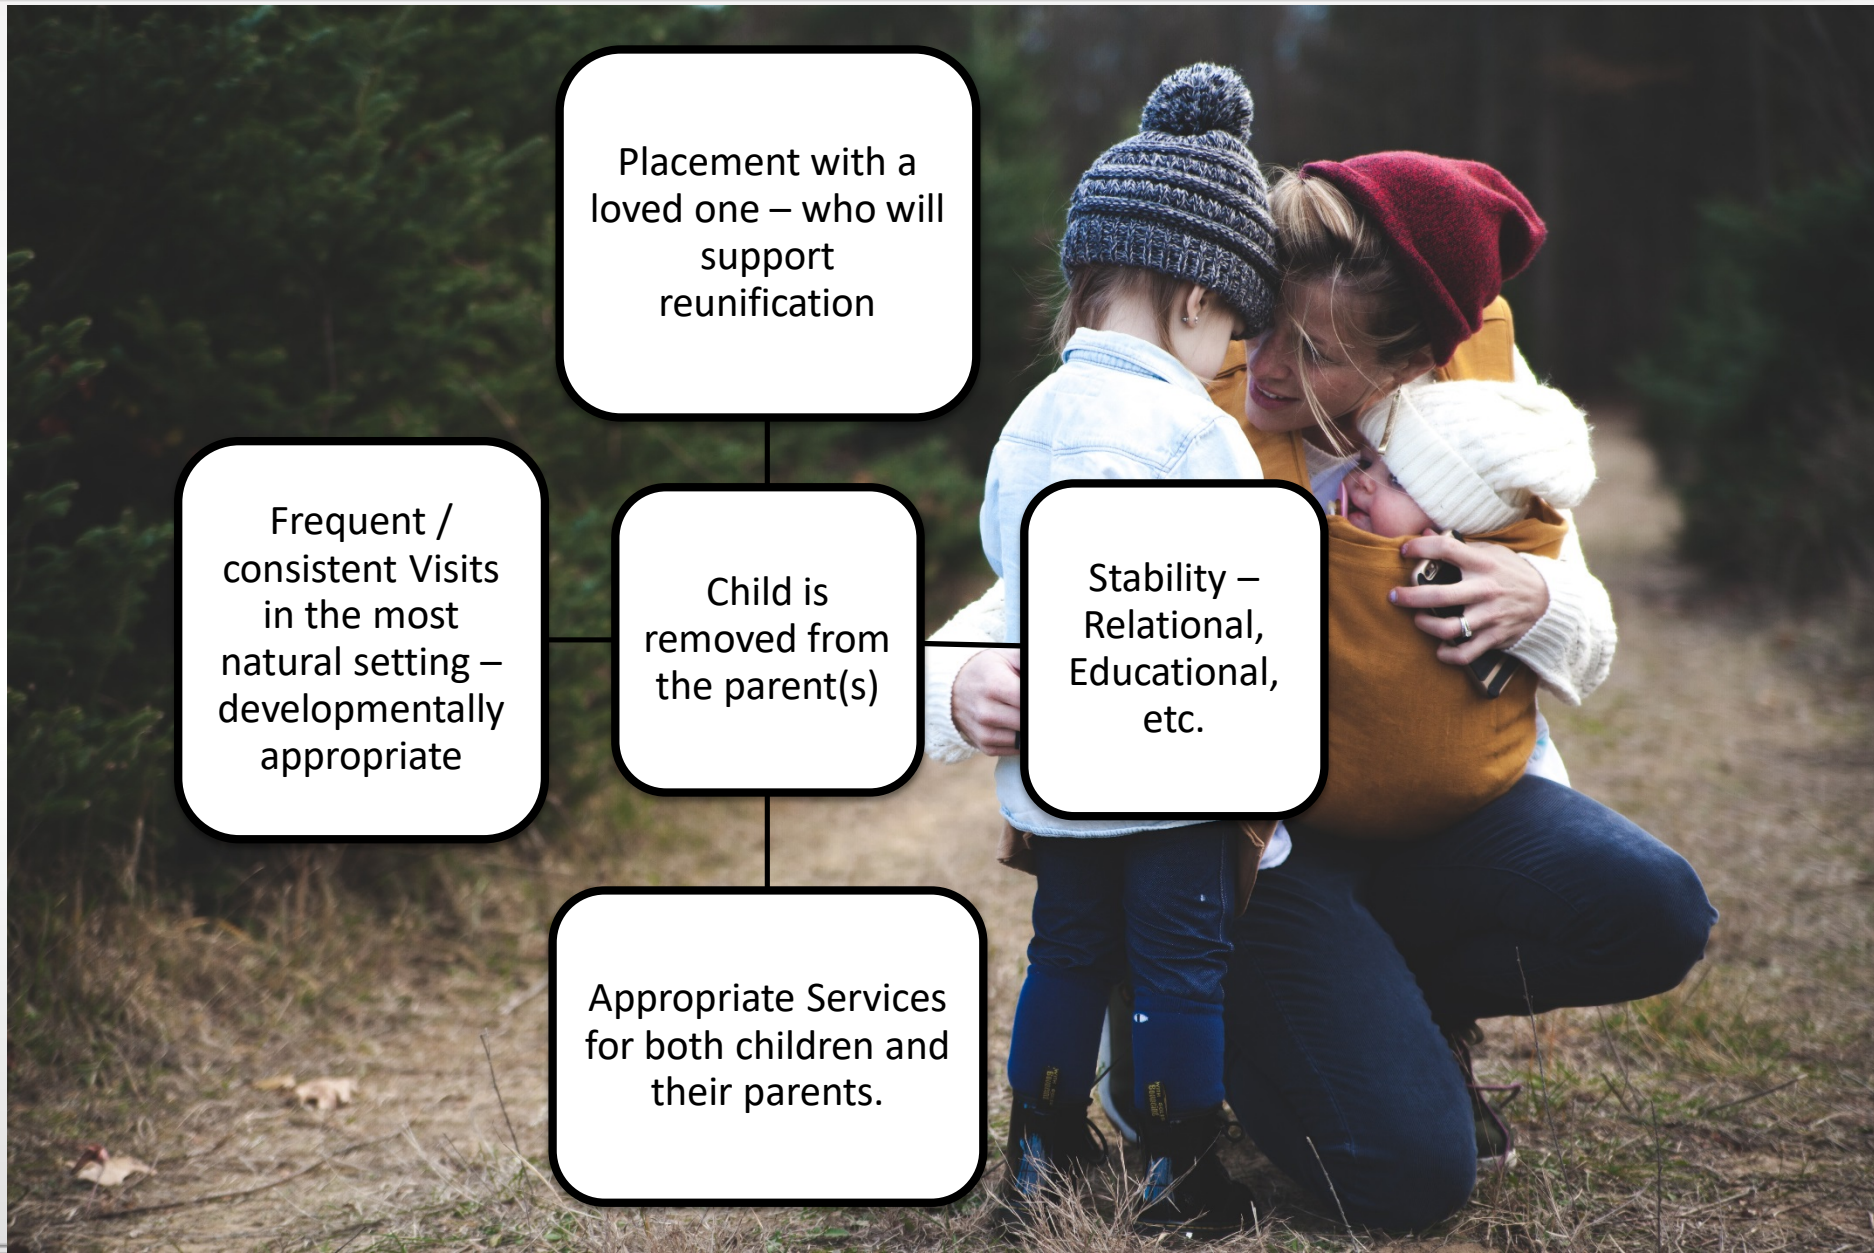 Placement with a
loved one – who will
support
reunification
Frequent /
consistent Visits
in the most
natural setting –
developmentally
appropriate
Child is
removed from
the parent(s)
Stability –
Relational,
Educational,
etc.
Appropriate Services
for both children and
their parents.